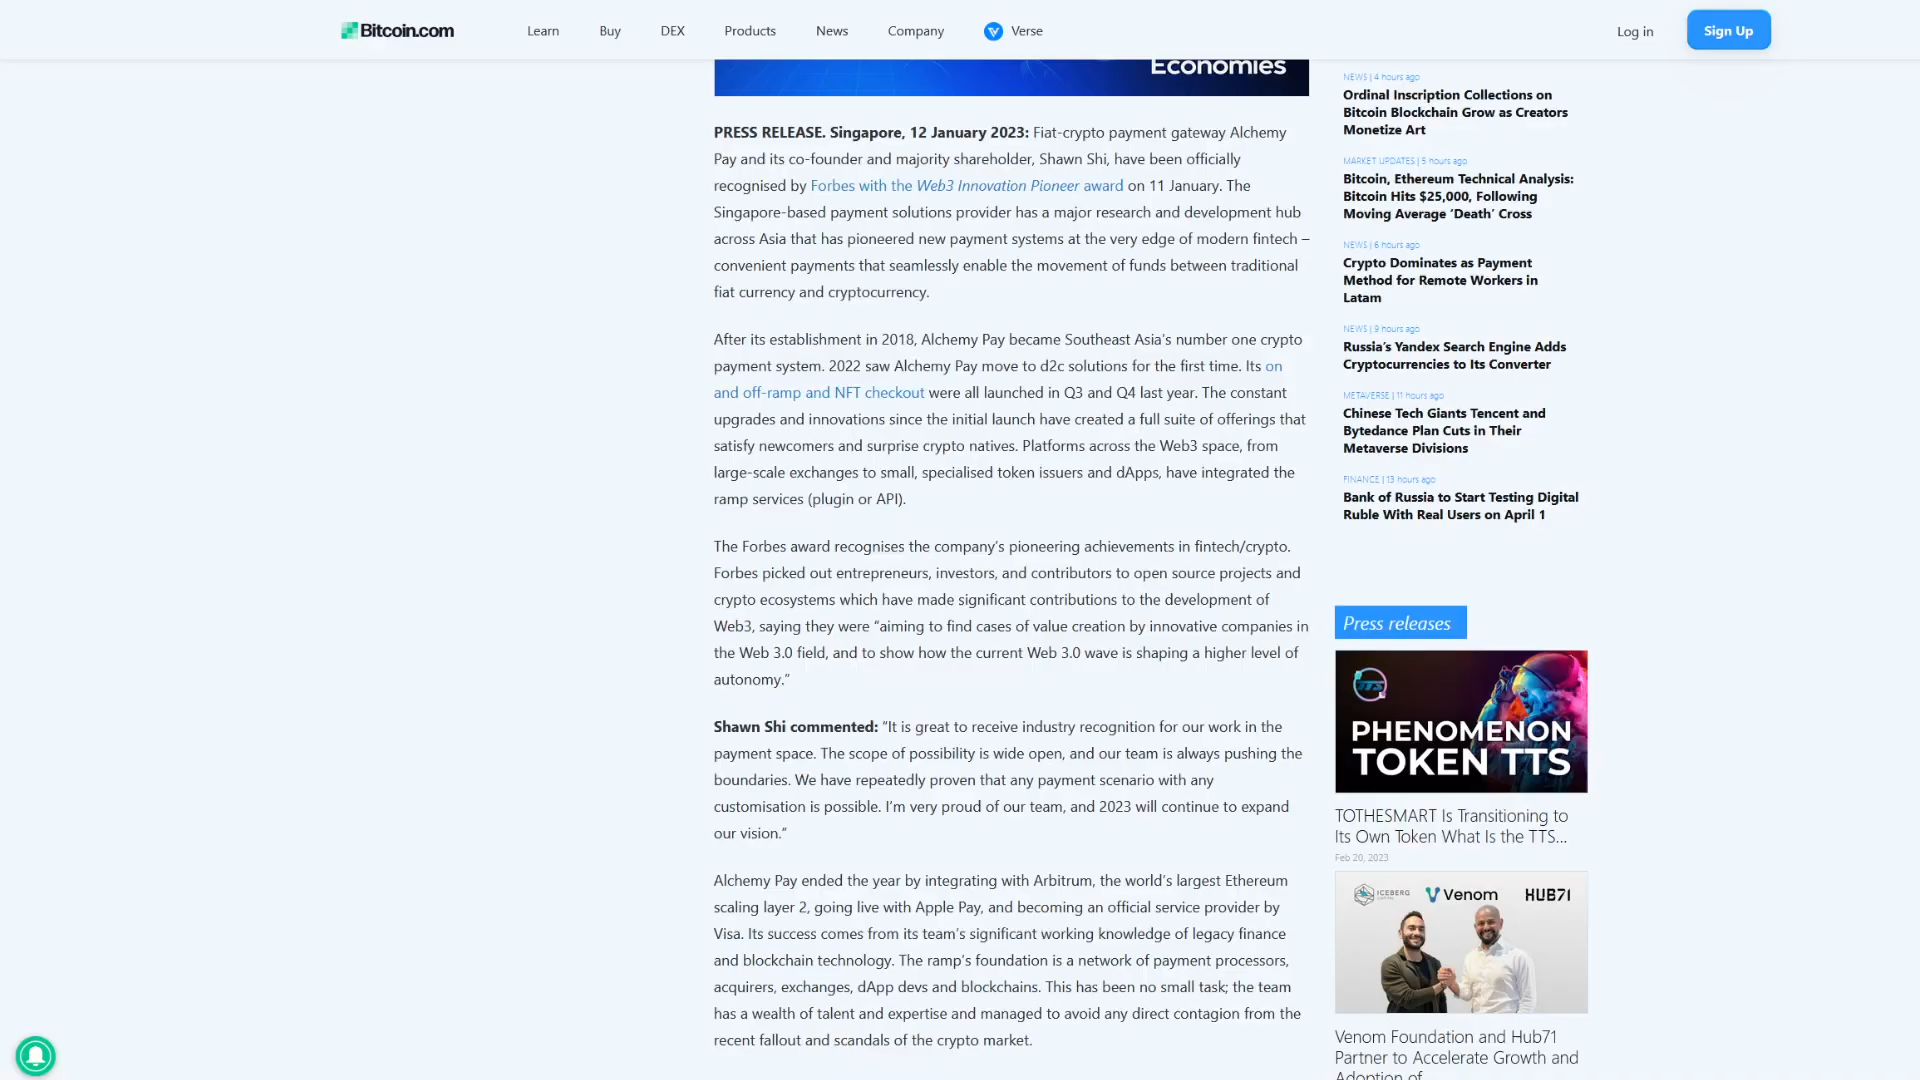 Bitcoin.com
Learn
Buy
DEX
Products
News
Company
Verse
Log in
Sign Up
Economies
PRESS RELEASE. Singapore, 12 January 2023: Fiat-crypto payment gateway Alchemy
Pay and its co-founder and majority shareholder, Shawn Shi, have been officially
recognised by Forbes with the Web3 Innovation Pioneer award on 11 January. The
Singapore-based payment solutions provider has a major research and development hub
across Asia that has pioneered new payment systems at the very edge of modern fintech –
convenient payments that seamlessly enable the movement of funds between traditional
fiat currency and cryptocurrency.
After its establishment in 2018, Alchemy Pay became Southeast Asia's number one crypto
payment system. 2022 saw Alchemy Pay move to d2c solutions for the first time. Its on
and off-ramp and NFT checkout were all launched in Q3 and Q4 last year. The constant
upgrades and innovations since the initial launch have created a full suite of offerings that
satisfy newcomers and surprise crypto natives. Platforms across the Web3 space, from
large-scale exchanges to small, specialised token issuers and dApps, have integrated the
ramp services (plugin or API).
The Forbes award recognises the company's pioneering achievements in fintech/crypto.
Forbes picked out entrepreneurs, investors, and contributors to open source projects and
crypto ecosystems which have made significant contributions to the development of
Web3, saying they were “aiming to find cases of value creation by innovative companies in
the Web 3.0 field, and to show how the current Web 3.0 wave is shaping a higher level of
autonomy.”
Shawn Shi commented: “It is great to receive industry recognition for our work in the
payment space. The scope of possibility is wide open, and our team is always pushing the
boundaries. We have repeatedly proven that any payment scenario with any
customisation is possible. I'm very proud of our team, and 2023 will continue to expand
our vision.”
Alchemy Pay ended the year by integrating with Arbitrum, the world's largest Ethereum
scaling layer 2, going live with Apple Pay, and becoming an official service provider by
Visa. Its success comes from its team's significant working knowledge of legacy finance
and blockchain technology. The ramp's foundation is a network of payment processors,
acquirers, exchanges, dApp devs and blockchains. This has been no small task; the team
has a wealth of talent and expertise and managed to avoid any direct contagion from the
recent fallout and scandals of the crypto market.
NEWS | 4 hours ago
Ordinal Inscription Collections on
Bitcoin Blockchain Grow as Creators
Monetize Art
MARKET UPDATES | 5 hours ago
Bitcoin, Ethereum Technical Analysis:
Bitcoin Hits $25,000, Following
Moving Average ‘Death’ Cross
NEWS | 6 hours ago
Crypto Dominates as Payment
Method for Remote Workers in
Latam
NEWS | 9 hours ago
Russia's Yandex Search Engine Adds
Cryptocurrencies to Its Converter
METAVERSE | 11 hours ago
Chinese Tech Giants Tencent and
Bytedance Plan Cuts in Their
Metaverse Divisions
FINANCE | 13 hours ago
Bank of Russia to Start Testing Digital
Ruble With Real Users on April 1
Press releases
TTS
PHENOMENON
TOKEN TTS
TOTHESMART Is Transitioning to
Its Own Token What Is the TTS...
Feb 20, 2023
ICEBERG
CAPITAL
Venom
HUB71
Venom Foundation and Hub71
Partner to Accelerate Growth and
Adoption of